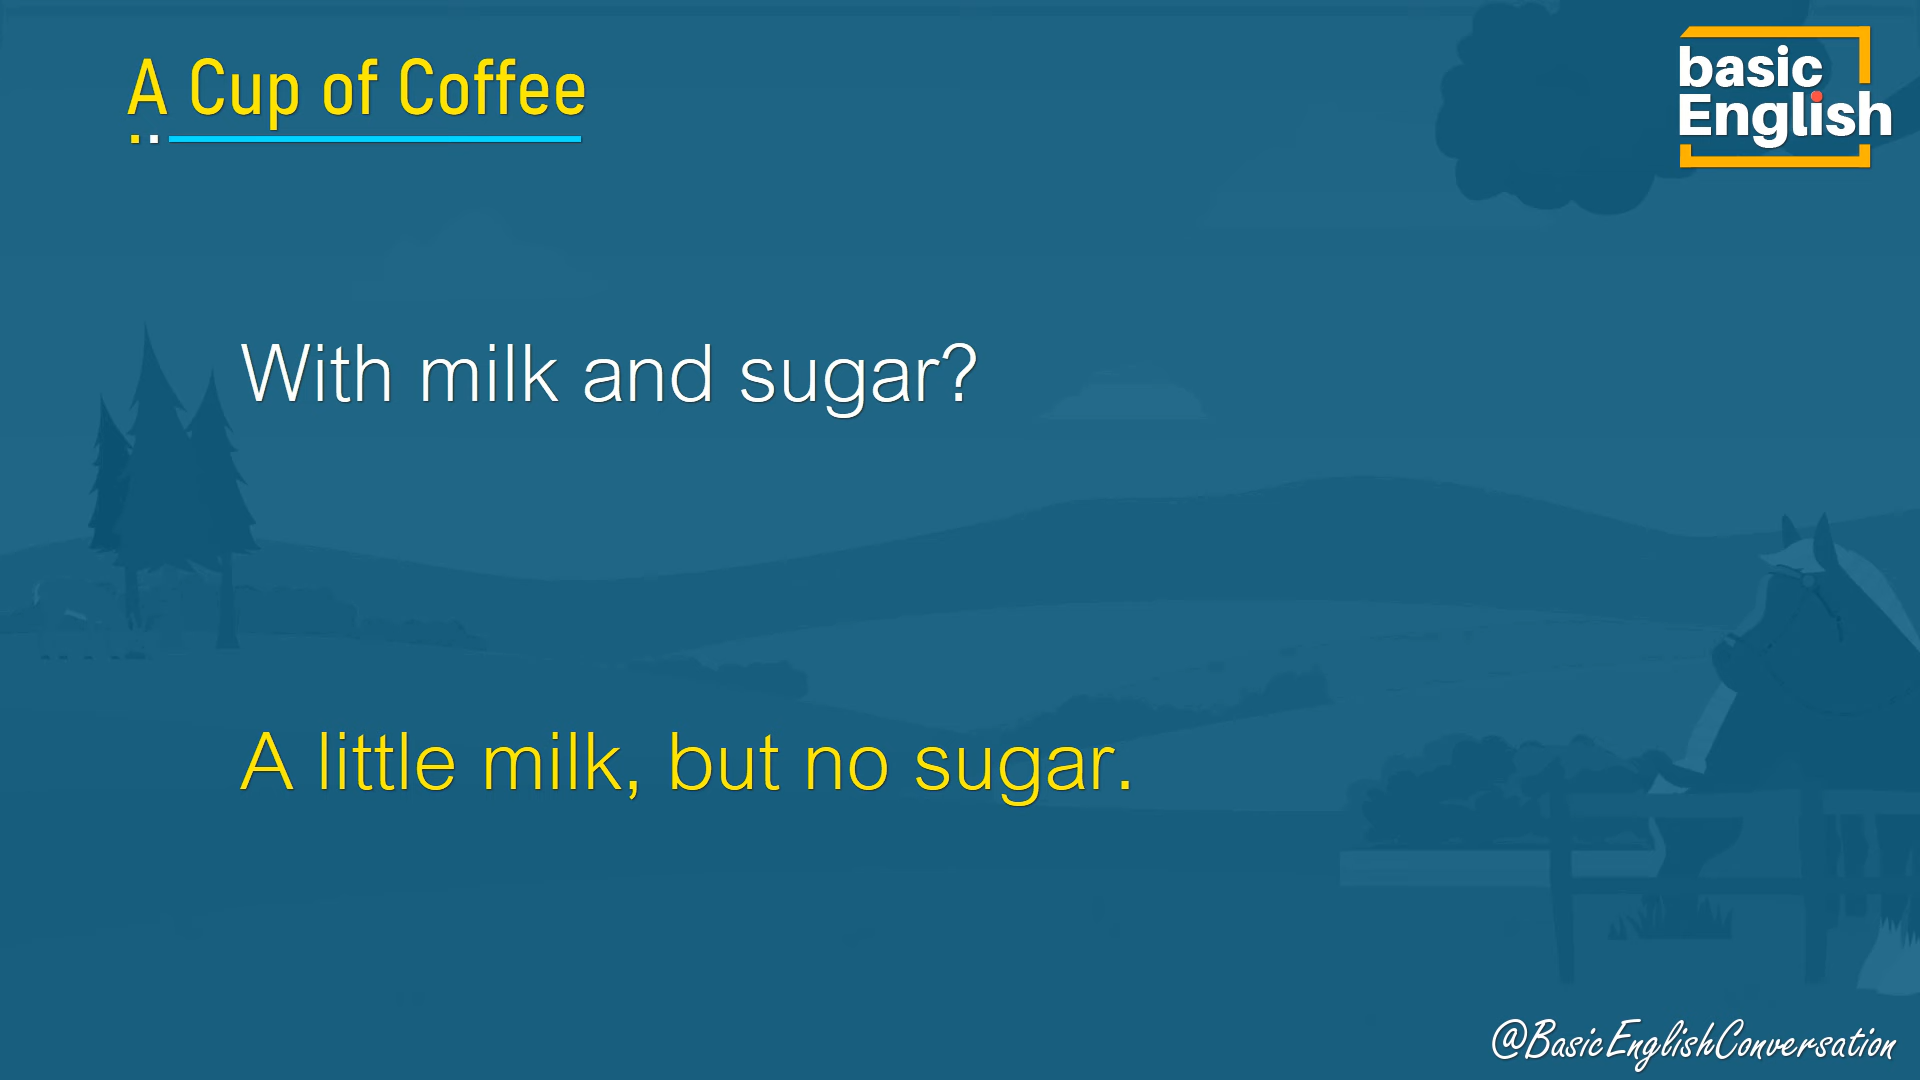 A Cup of Coffee
basic
English
With milk and sugar?
A little milk, but no sugar.
@BasicEnglishConversation